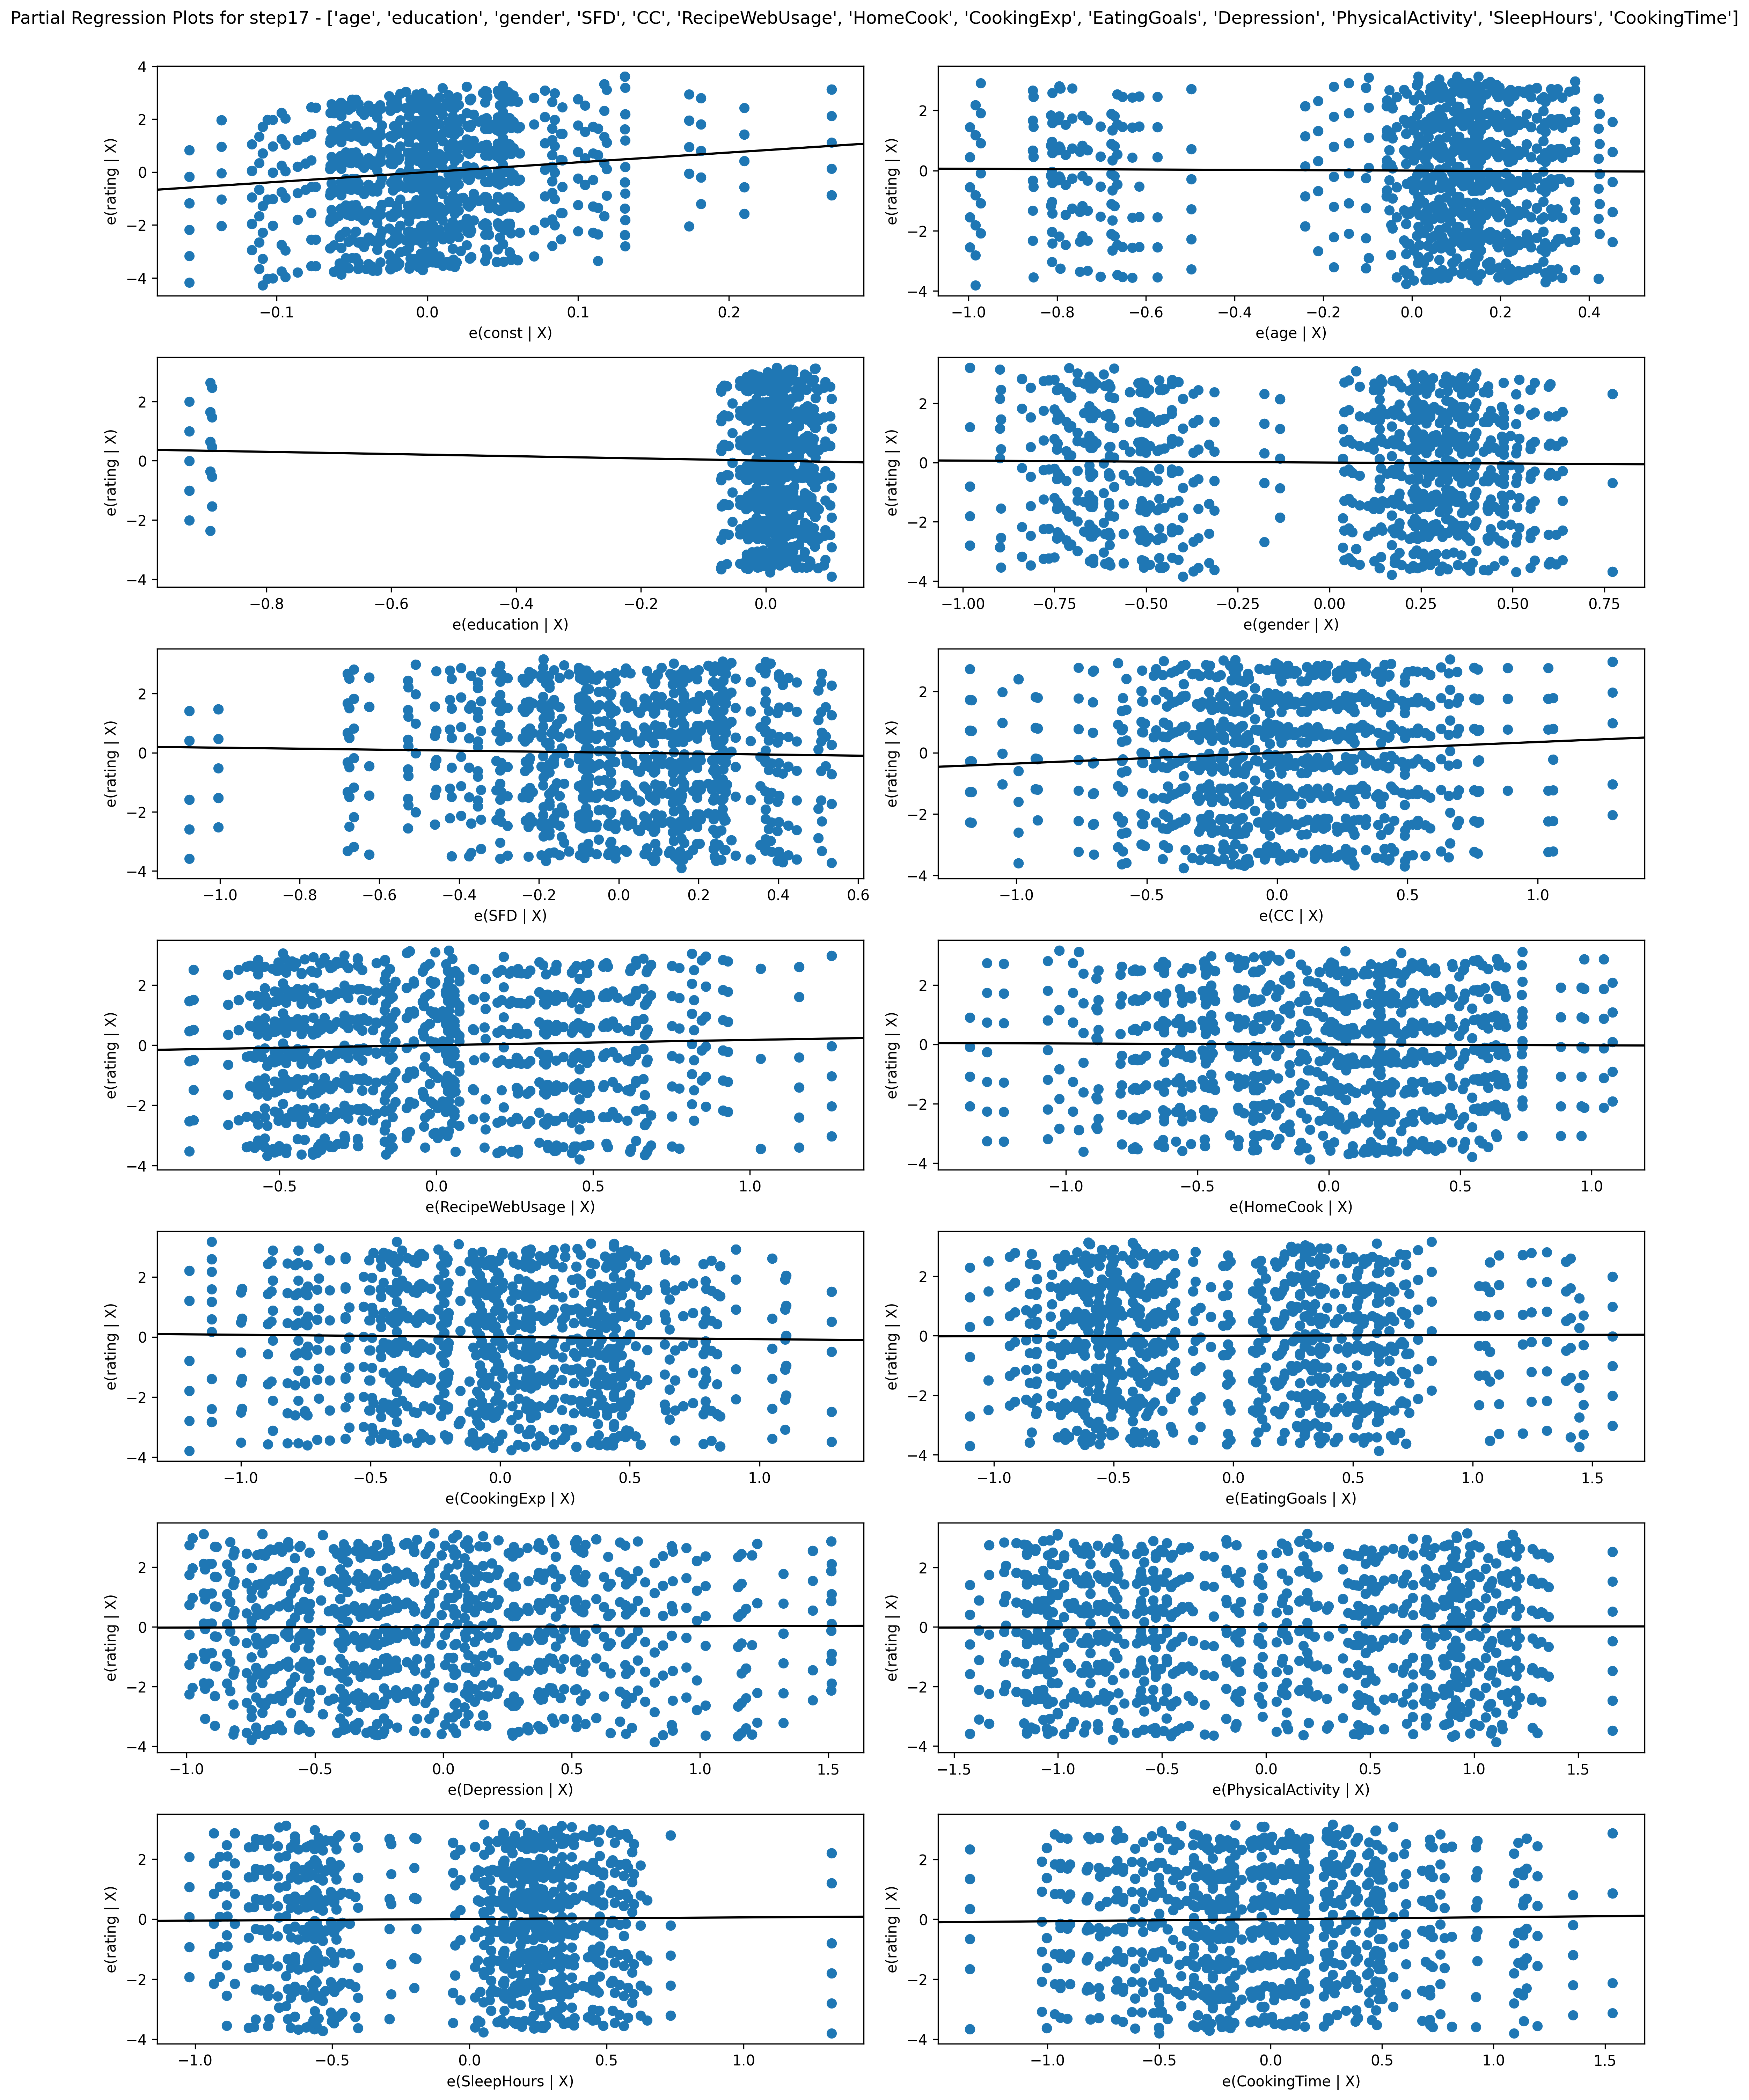 Partial Regression Plots for step17 - ['age', 'education', 'gender', 'SFD', 'CC', 'RecipeWebUsage', 'HomeCook', 'CookingExp', 'EatingGoals', 'Depression', 'PhysicalActivity', 'SleepHours', 'CookingTime']
4
2
0
−2
−4
e(rating | X)
−0.1 0.0 0.1 0.2
e(const | X)
2
0
−2
−4
e(rating | X)
−1.0 −0.8 −0.6 −0.4 −0.2 0.0 0.2 0.4
e(age | X)
2
0
−2
−4
e(rating | X)
−0.8 −0.6 −0.4 −0.2 0.0
e(education | X)
2
0
−2
−4
e(rating | X)
−1.00 −0.75 −0.50 −0.25 0.00 0.25 0.50 0.75
e(gender | X)
2
0
−2
−4
e(rating | X)
−1.0 −0.8 −0.6 −0.4 −0.2 0.0 0.2 0.4 0.6
e(SFD | X)
2
0
−2
−4
e(rating | X)
−1.0 −0.5 0.0 0.5 1.0
e(CC | X)
2
0
−2
−4
e(rating | X)
−0.5 0.0 0.5 1.0
e(RecipeWebUsage | X)
2
0
−2
−4
e(rating | X)
−1.0 −0.5 0.0 0.5 1.0
e(HomeCook | X)
2
0
−2
−4
e(rating | X)
−1.0 −0.5 0.0 0.5 1.0
e(CookingExp | X)
2
0
−2
−4
e(rating | X)
−1.0 −0.5 0.0 0.5 1.0 1.5
e(EatingGoals | X)
2
0
−2
−4
e(rating | X)
−1.0 −0.5 0.0 0.5 1.0 1.5
e(Depression | X)
2
0
−2
−4
e(rating | X)
−1.5 −1.0 −0.5 0.0 0.5 1.0 1.5
e(PhysicalActivity | X)
2
0
−2
−4
e(rating | X)
−1.0 −0.5 0.0 0.5 1.0
e(SleepHours | X)
2
0
−2
−4
e(rating | X)
−1.0 −0.5 0.0 0.5 1.0 1.5
e(CookingTime | X)